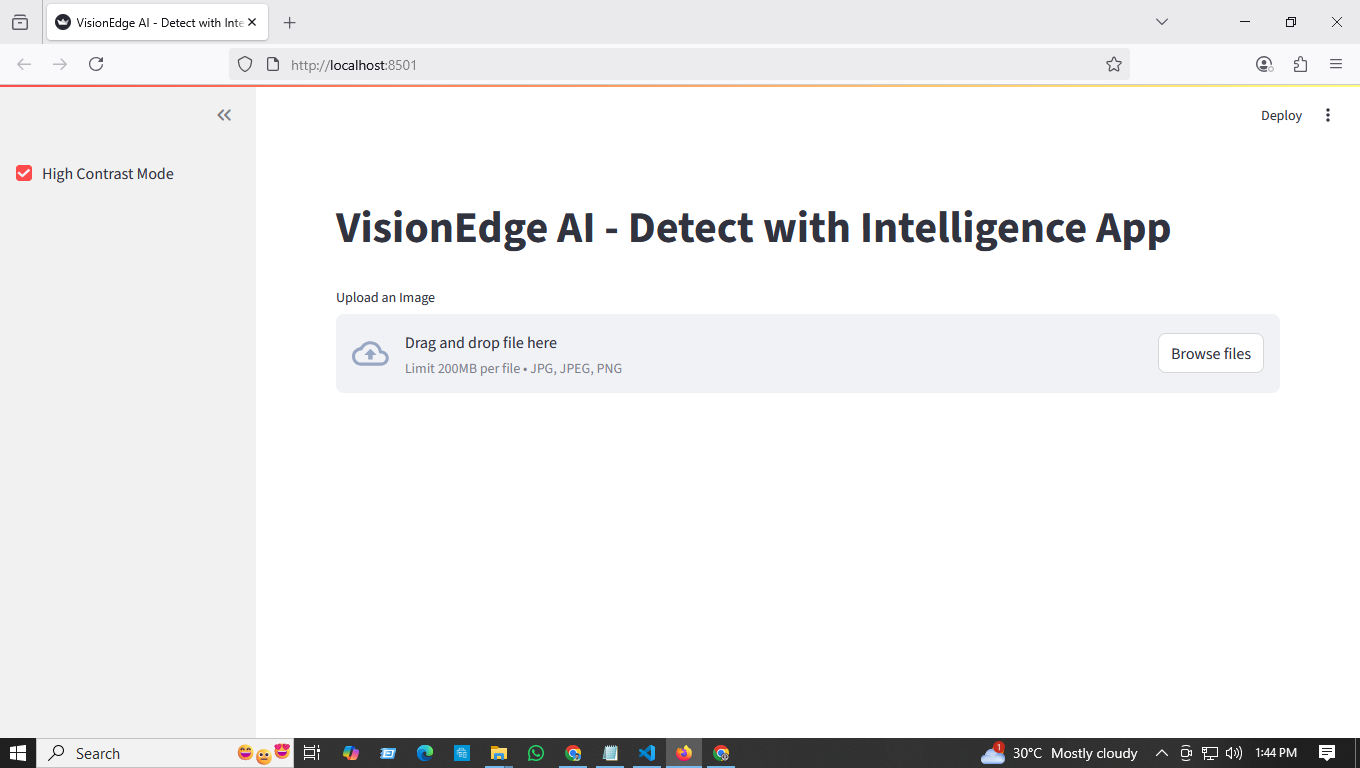 VisionEdge AI - Detect with Inte
http://localhost:8501
Deploy
High Contrast Mode
VisionEdge AI - Detect with Intelligence App
Upload an Image
Drag and drop file here
Limit 200MB per file • JPG, JPEG, PNG
Browse files
Search
1
30°C Mostly cloudy
1:44 PM